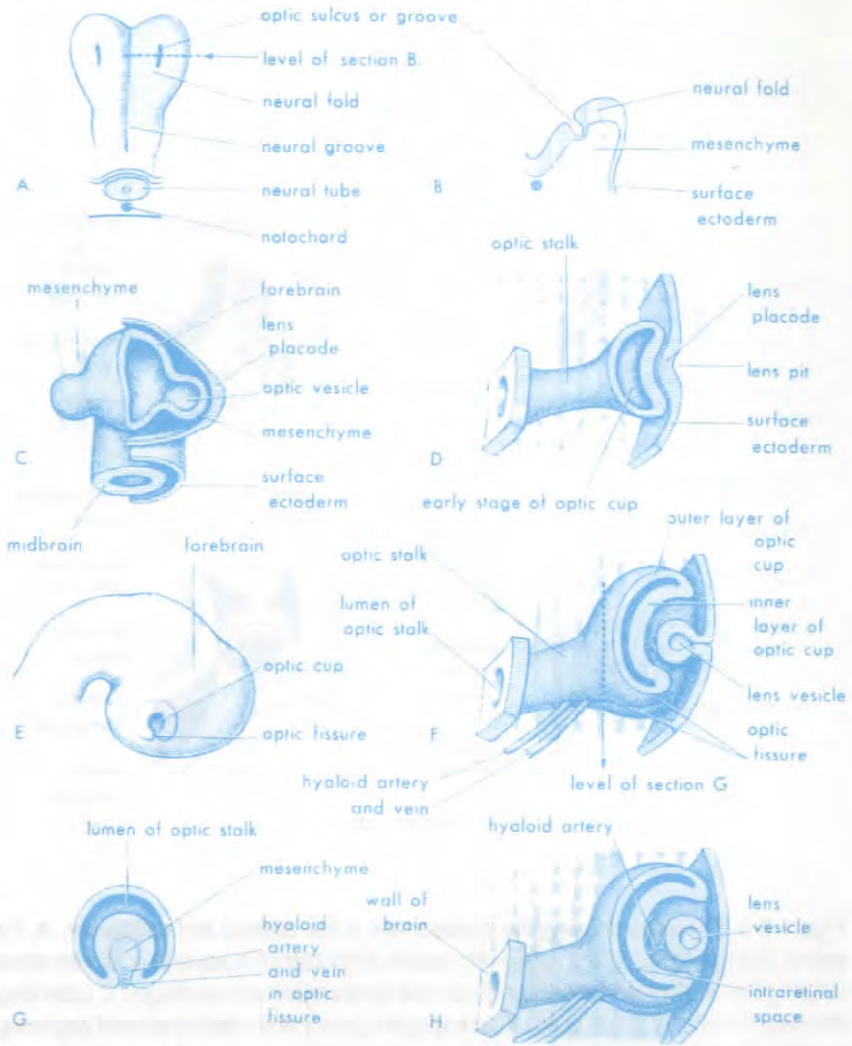 optic sulcus or groove
level of section B.
neural fold
neural groove
neural tube
notochord
A.
neural fold
mesenchyme
surface
ectoderm
B
mesenchyme
forebrain
lens
placode
optic vesicle
mesenchyme
surface
ectoderm
midbrain
C
optic stalk
lens
placode
lens pit
surface
ectoderm
early stage of optic cup
D
forebrain
optic cup
optic fissure
E
optic stalk
lumen of
optic stalk
outer layer of
optic
cup
inner
layer of
optic cup
lens vesicle
optic
fissure
hyaloid artery
and vein
level of section G
F
lumen of optic stalk
mesenchyme
hyaloid
artery
and vein
in optic
fissure
G
hyaloid artery
wall of
brain
lens
vesicle
intraretinal
space
H